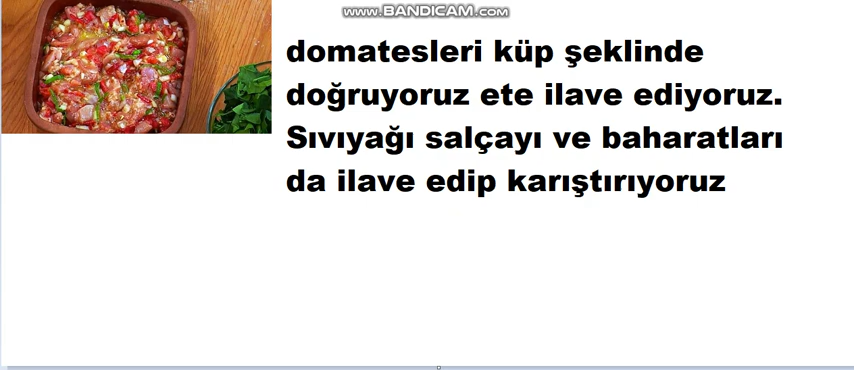 www.BANDICAM.com
domatesleri küp şeklinde
doğruyoruz ete ilave ediyoruz.
Sıvıyağı salçayı ve baharatları
da ilave edip karıştırıyoruz